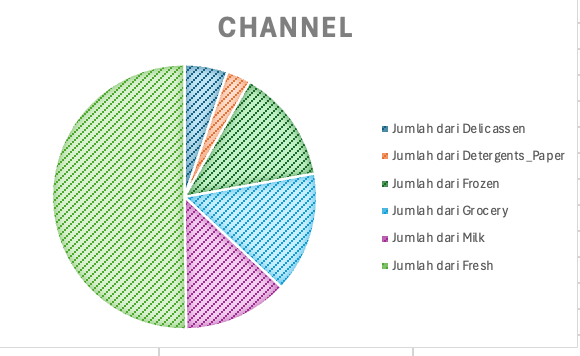 CHANNEL
Jumlah dari Delicassen
Jumlah dari Detergents_Paper
Jumlah dari Frozen
Jumlah dari Grocery
Jumlah dari Milk
Jumlah dari Fresh